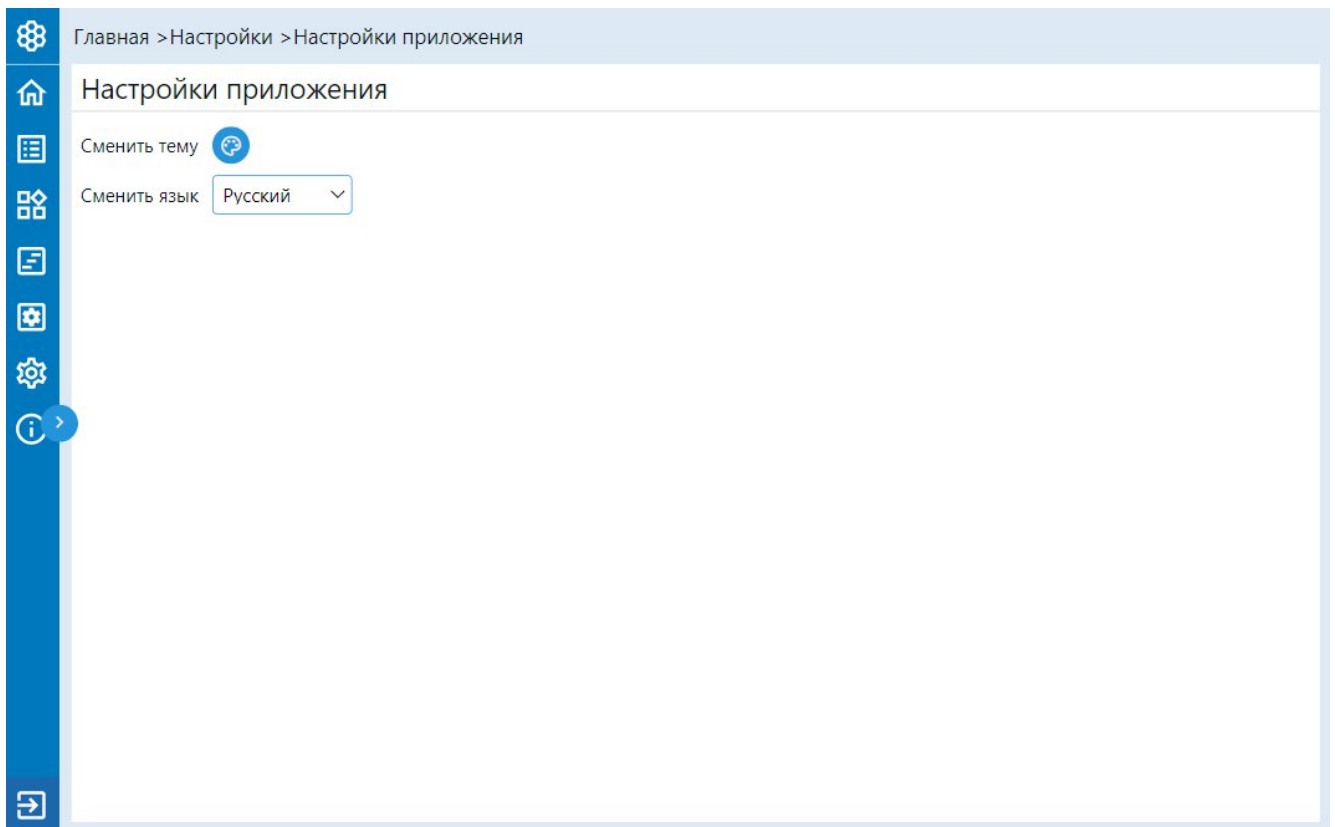 Главная >Настройки >Настройки приложения
Настройки приложения
Сменить тему
Сменить язык Русский